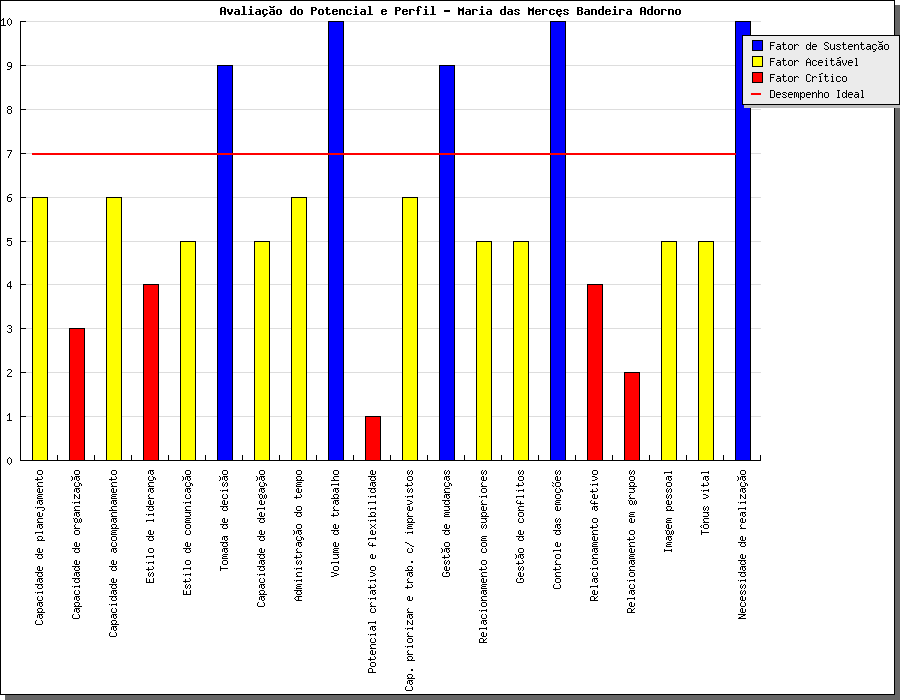 Avaliação do Potencial e Perfil - Maria das Mercęs Bandeira Adorno
10
9
8
7
6
5
4
3
2
1
0
Fator de Sustentação
Fator Aceitável
Fator Crítico
Desempenho Ideal
Capacidade de planejamento
Capacidade de organização
Capacidade de acompanhamento
Estilo de liderança
Estilo de comunicação
Tomada de decisão
Capacidade de delegação
Administração do tempo
Volume de trabalho
Potencial criativo e flexibilidade
Cap. priorizar e trab. c/ imprevistos
Gestão de mudanças
Relacionamento com superiores
Gestão de conflitos
Controle das emoções
Relacionamento afetivo
Relacionamento em grupos
Imagem pessoal
Tônus vital
Necessidade de realização